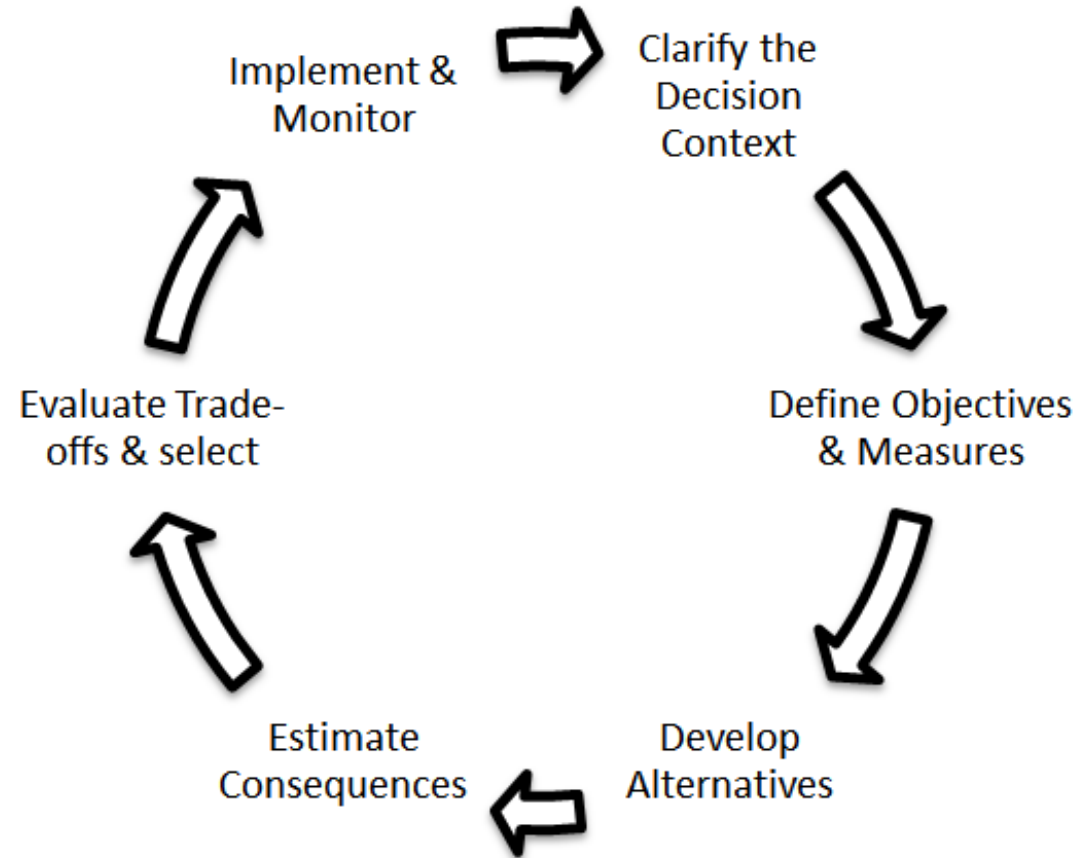 Implement &
Monitor
Clarify the
Decision
Context
Define Objectives
& Measures
Develop
Alternatives
Estimate
Consequences
Evaluate Trade-
offs & select